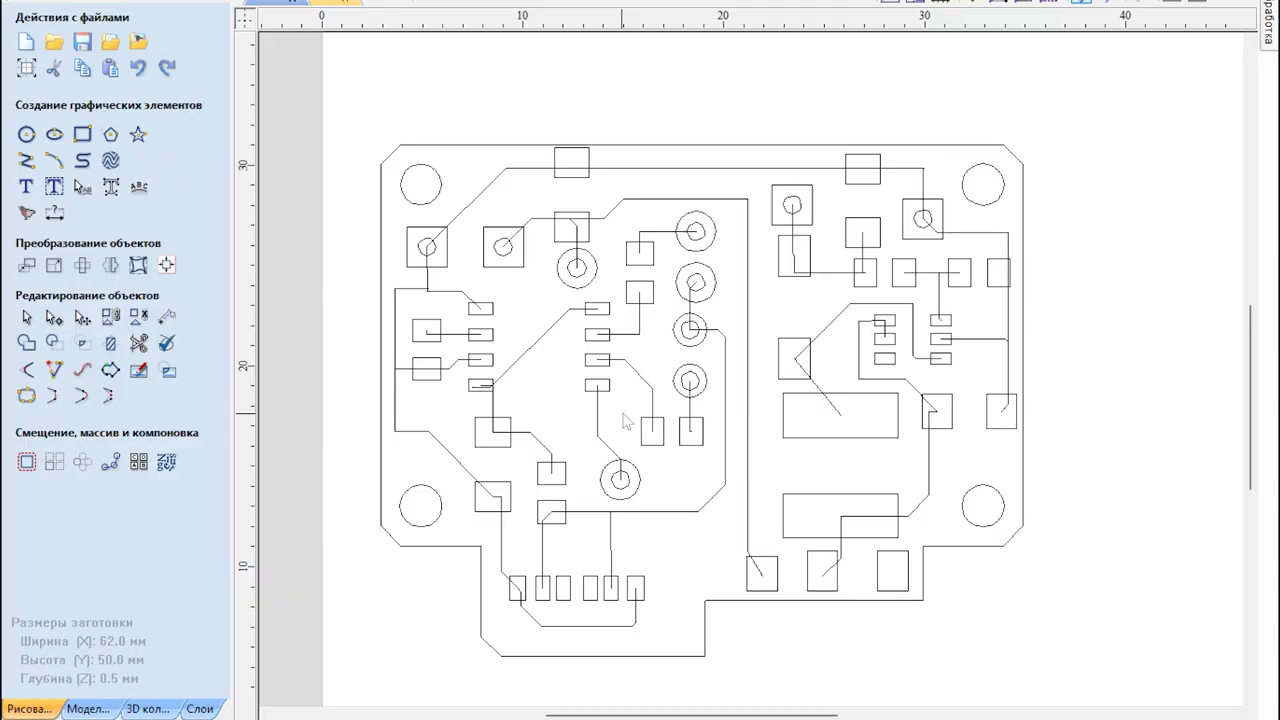 Действия с файлами
Создание графических элементов
Преобразование объектов
Редактирование объектов
Смещение, массив и компоновка
Размеры заготовки
Ширина (X): 62.0 мм
Высота (Y): 50.0 мм
Глубина (Z): 0.5 мм
Рисова... Модел... 3D кол... Слои
0 10 20 30 40
30
20
10